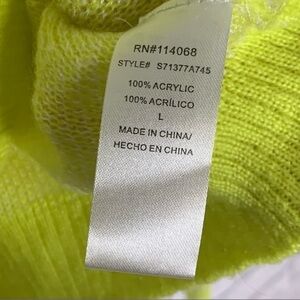 RN#114068
STYLE# S71377A745
100% ACRYLIC
100% ACRÍLICO
L
MADE IN CHINA/
HECHO EN CHINA